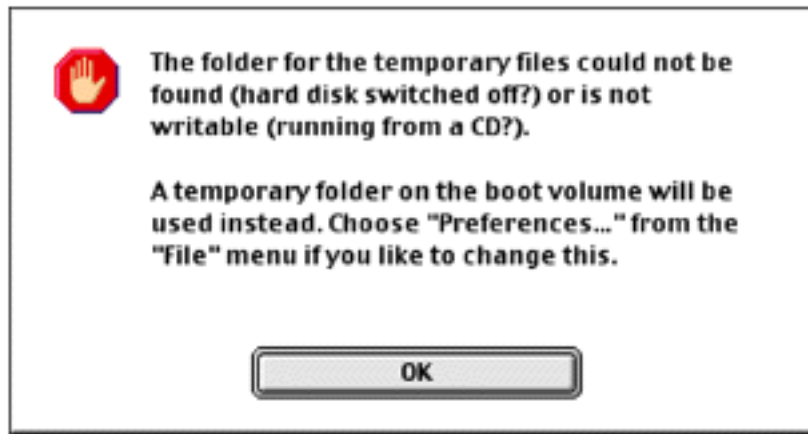 The folder for the temporary files could not be
found (hard disk switched off?) or is not
writable (running from a CD?).
A temporary folder on the boot volume will be
used instead. Choose "Preferences..." from the
"File" menu if you like to change this.
OK